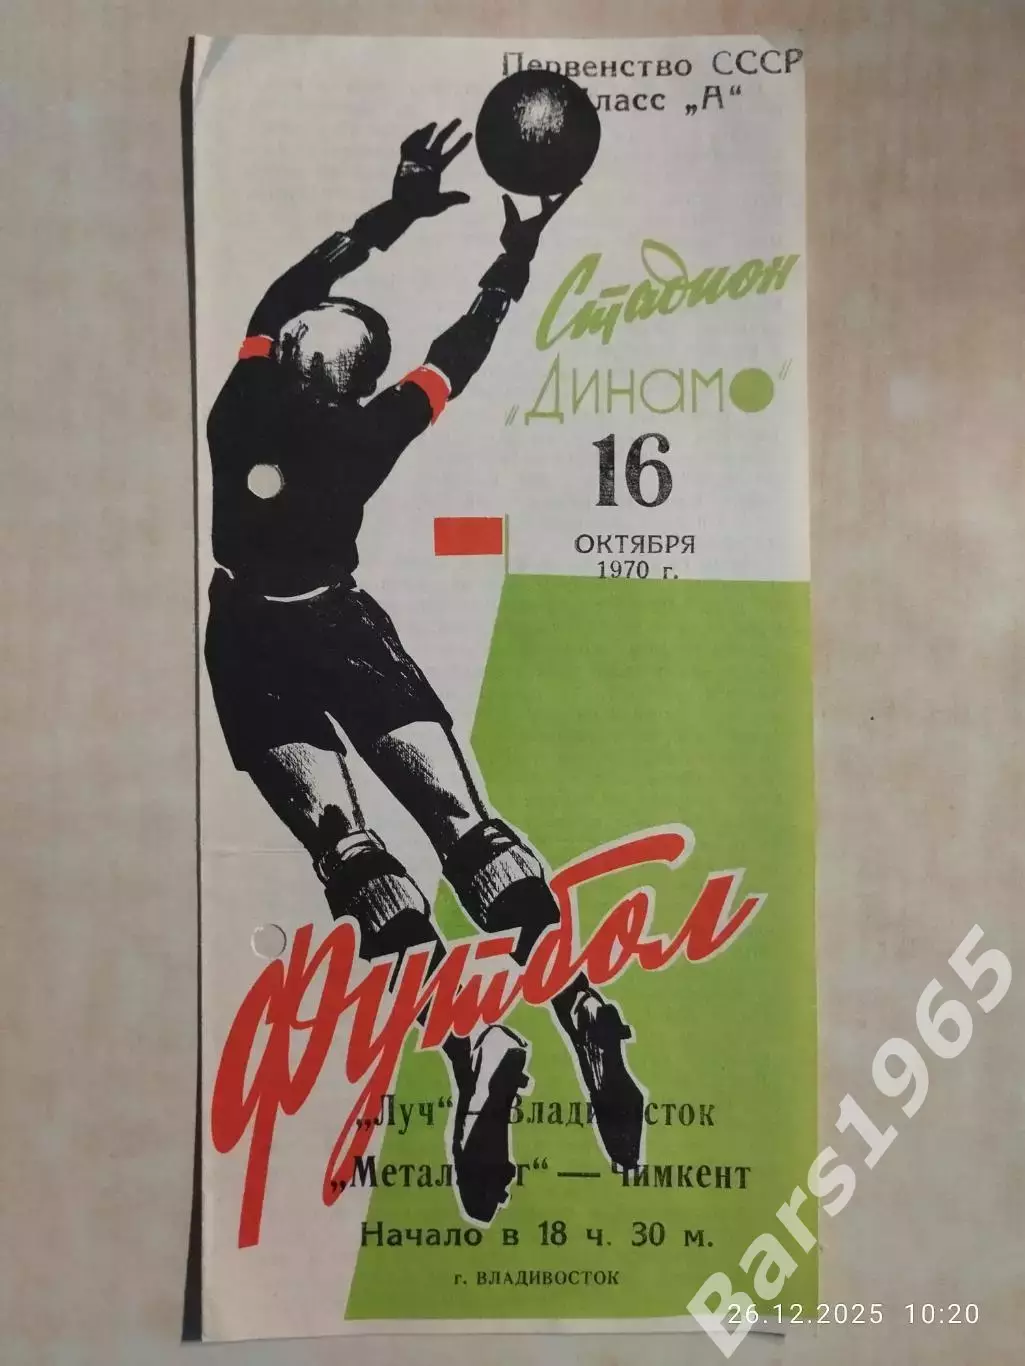 Первенство СССР
Класс „А“
Стадион
„Динамо“
16
ОКТЯБРЯ
1970 г.
Футбол
„Луч“ — Владивосток
„Металлург“ — Чимкент
Начало в 18 ч. 30 м.
г. ВЛАДИВОСТОК
Bars1965
26.12.2025 10:20